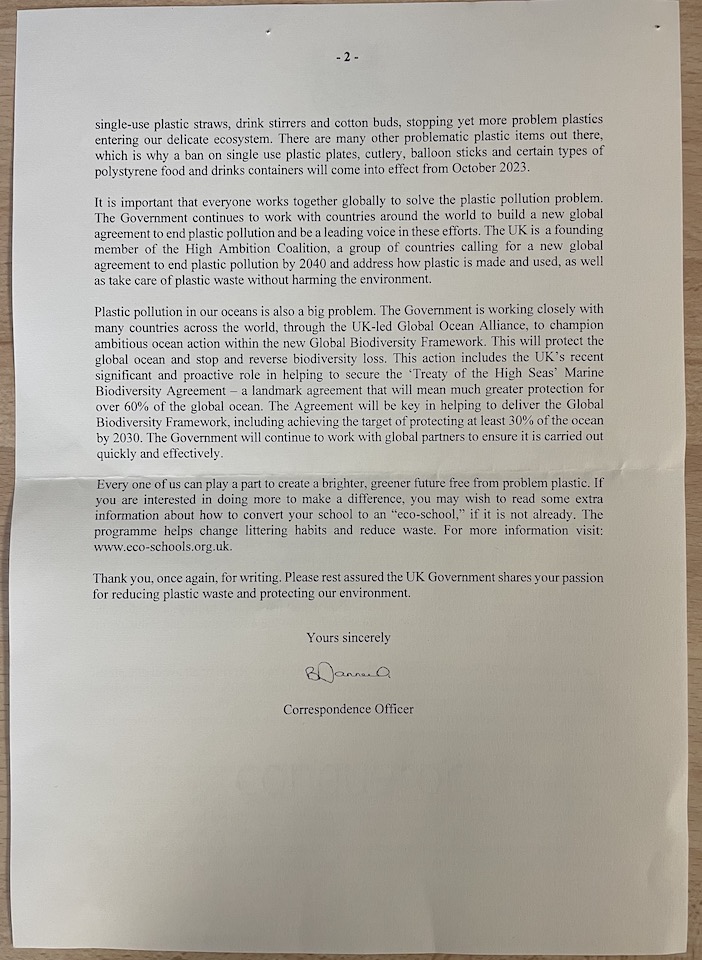 - 2 -
single-use plastic straws, drink stirrers and cotton buds, stopping yet more problem plastics
entering our delicate ecosystem. There are many other problematic plastic items out there,
which is why a ban on single use plastic plates, cutlery, balloon sticks and certain types of
polystyrene food and drinks containers will come into effect from October 2023.
It is important that everyone works together globally to solve the plastic pollution problem.
The Government continues to work with countries around the world to build a new global
agreement to end plastic pollution and be a leading voice in these efforts. The UK is a founding
member of the High Ambition Coalition, a group of countries calling for a new global
agreement to end plastic pollution by 2040 and address how plastic is made and used, as well
as take care of plastic waste without harming the environment.
Plastic pollution in our oceans is also a big problem. The Government is working closely with
many countries across the world, through the UK-led Global Ocean Alliance, to champion
ambitious ocean action within the new Global Biodiversity Framework. This will protect the
global ocean and stop and reverse biodiversity loss. This action includes the UK's recent
significant and proactive role in helping to secure the ‘Treaty of the High Seas’ Marine
Biodiversity Agreement – a landmark agreement that will mean much greater protection for
over 60% of the global ocean. The Agreement will be key in helping to deliver the Global
Biodiversity Framework, including achieving the target of protecting at least 30% of the ocean
by 2030. The Government will continue to work with global partners to ensure it is carried out
quickly and effectively.
Every one of us can play a part to create a brighter, greener future free from problem plastic. If
you are interested in doing more to make a difference, you may wish to read some extra
information about how to convert your school to an “eco-school,” if it is not already. The
programme helps change littering habits and reduce waste. For more information visit:
www.eco-schools.org.uk.
Thank you, once again, for writing. Please rest assured the UK Government shares your passion
for reducing plastic waste and protecting our environment.
Yours sincerely
Correspondence Officer